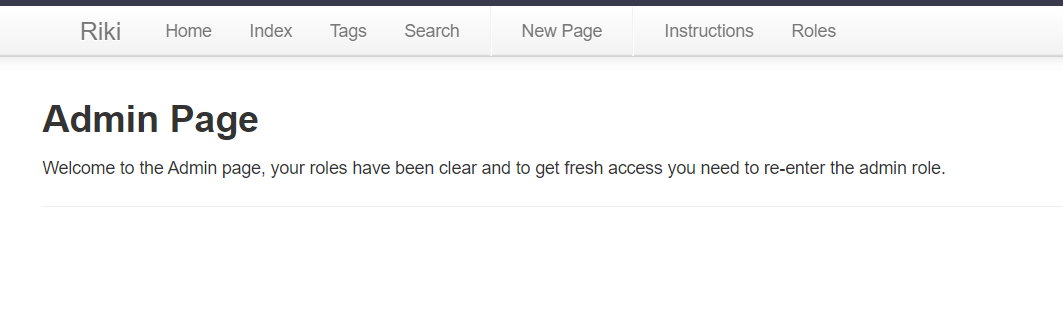 Riki Home Index Tags Search New Page Instructions Roles
Admin Page
Welcome to the Admin page, your roles have been clear and to get fresh access you need to re-enter the admin role.